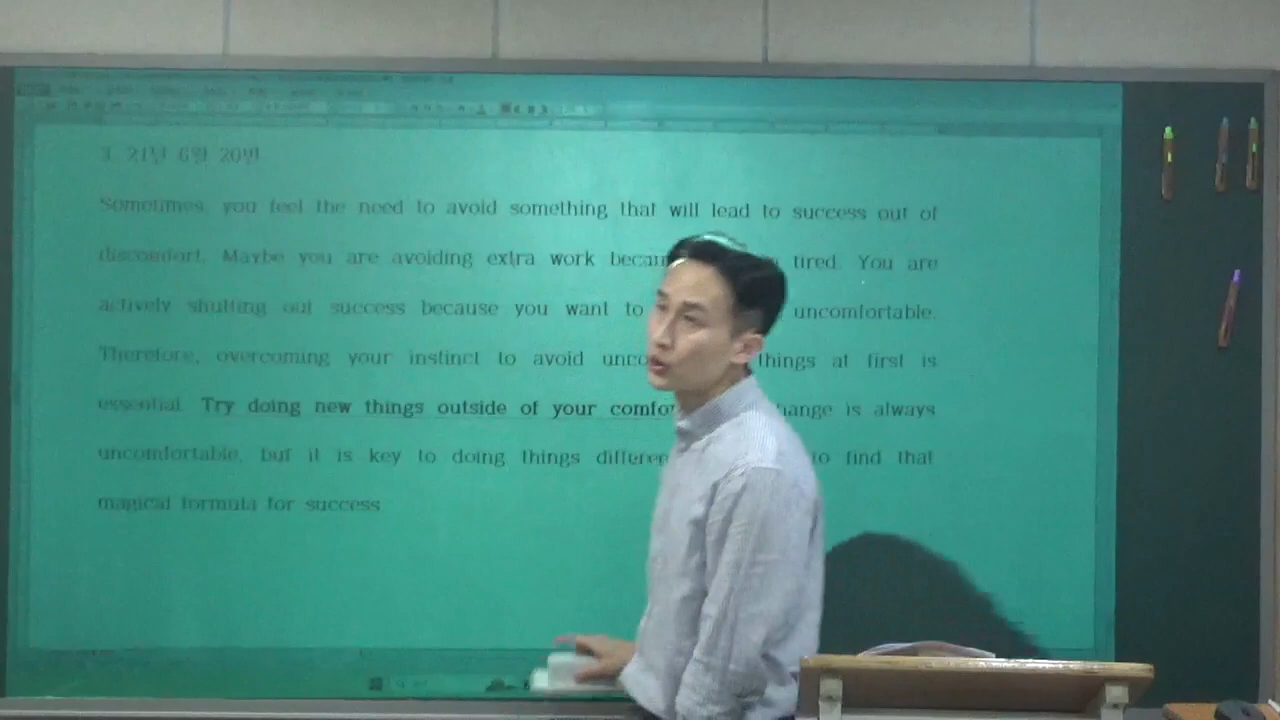 3. 21년 6월 20번
Sometimes, you feel the need to avoid something that will lead to success out of
discomfort. Maybe you are avoiding extra work tired. You are
actively shutting out success because you want to uncomfortable.
Therefore, overcoming your instinct to avoid things at first is
essential. Try doing new things outside of your is always
uncomfortable, but it is key to doing things to find that
magical formula for success